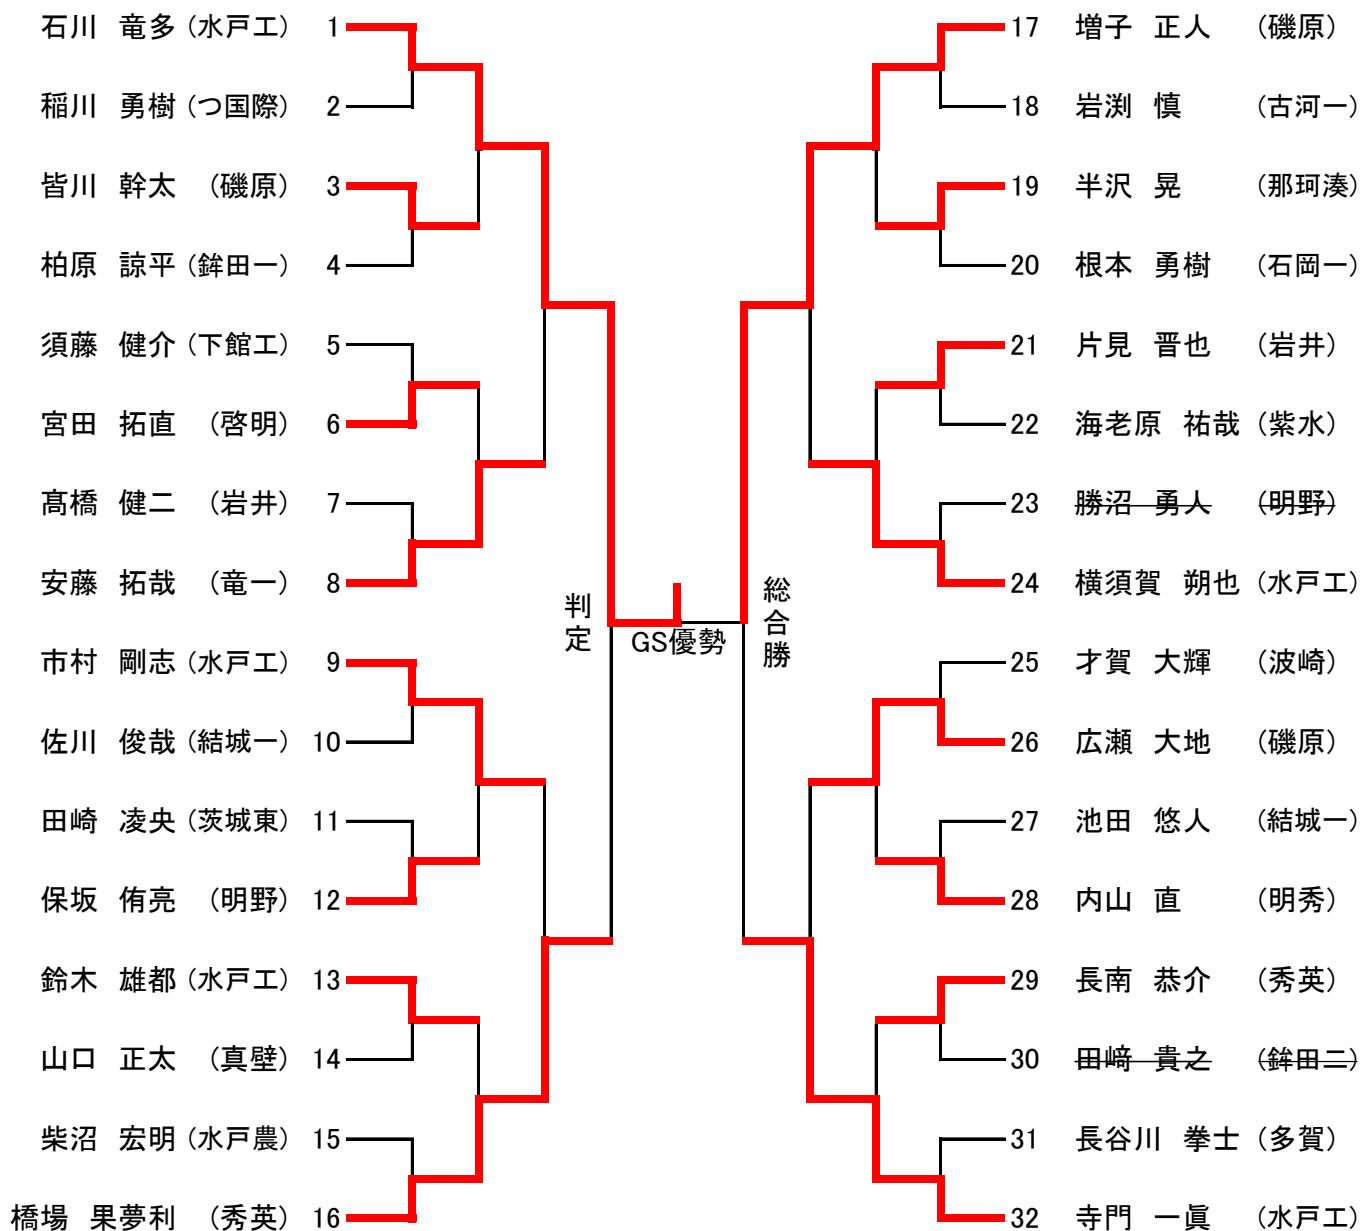 石川 竜多 (水戸工) 1
稲川 勇樹 (つ国際) 2
皆川 幹太 (磯原) 3
柏原 諒平 (鉾田一) 4
須藤 健介 (下館工) 5
宮田 拓直 (啓明) 6
髙橋 健二 (岩井) 7
安藤 拓哉 (竜一) 8
市村 剛志 (水戸工) 9
佐川 俊哉 (結城一) 10
田崎 凌央 (茨城東) 11
保坂 侑亮 (明野) 12
鈴木 雄都 (水戸工) 13
山口 正太 (真壁) 14
柴沼 宏明 (水戸農) 15
橋場 果夢利 (秀英) 16
判定
GS優勢
総合勝
17 増子 正人 (磯原)
18 岩渕 慎 (古河一)
19 半沢 晃 (那珂湊)
20 根本 勇樹 (石岡一)
21 片見 晋也 (岩井)
22 海老原 祐哉 (紫水)
23 勝沼 勇人 (明野)
24 横須賀 朔也 (水戸工)
25 才賀 大輝 (波崎)
26 広瀬 大地 (磯原)
27 池田 悠人 (結城一)
28 内山 直 (明秀)
29 長南 恭介 (秀英)
30 田﨑 貴之 (鉾田二)
31 長谷川 拳士 (多賀)
32 寺門 一眞 (水戸工)